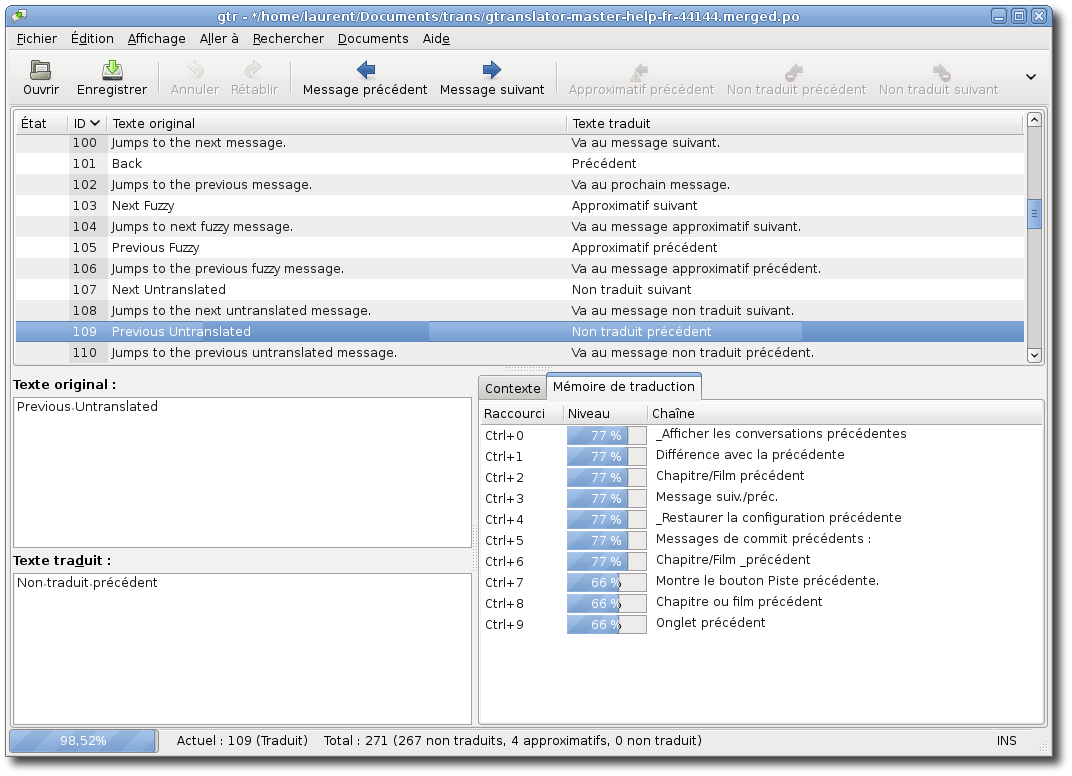 gtr - */home/laurent/Documents/trans/gtranslator-master-help-fr-44144.merged.po
Fichier Édition Affichage Aller à Rechercher Documents Aide
Ouvrir Enregistrer Annuler Rétablir Message précédent Message suivant Approximatif précédent Non traduit précédent Non traduit suivant
État ID Texte original Texte traduit
100 Jumps to the next message. Va au message suivant.
101 Back Précédent
102 Jumps to the previous message. Va au prochain message.
103 Next Fuzzy Approximatif suivant
104 Jumps to next fuzzy message. Va au message approximatif suivant.
105 Previous Fuzzy Approximatif précédent
106 Jumps to the previous fuzzy message. Va au message approximatif précédent.
107 Next Untranslated Non traduit suivant
108 Jumps to the next untranslated message. Va au message non traduit suivant.
109 Previous Untranslated Non traduit précédent
110 Jumps to the previous untranslated message. Va au message non traduit précédent.
Texte original :
Previous·Untranslated
Texte traduit :
Non·traduit·précédent
Contexte Mémoire de traduction
Raccourci Niveau Chaîne
Ctrl+0 77 % _Afficher les conversations précédentes
Ctrl+1 77 % Différence avec la précédente
Ctrl+2 77 % Chapitre/Film précédent
Ctrl+3 77 % Message suiv./préc.
Ctrl+4 77 % _Restaurer la configuration précédente
Ctrl+5 77 % Messages de commit précédents :
Ctrl+6 77 % Chapitre/Film _précédent
Ctrl+7 66 % Montre le bouton Piste précédente.
Ctrl+8 66 % Chapitre ou film précédent
Ctrl+9 66 % Onglet précédent
98,52% Actuel : 109 (Traduit) Total : 271 (267 non traduits, 4 approximatifs, 0 non traduit) INS